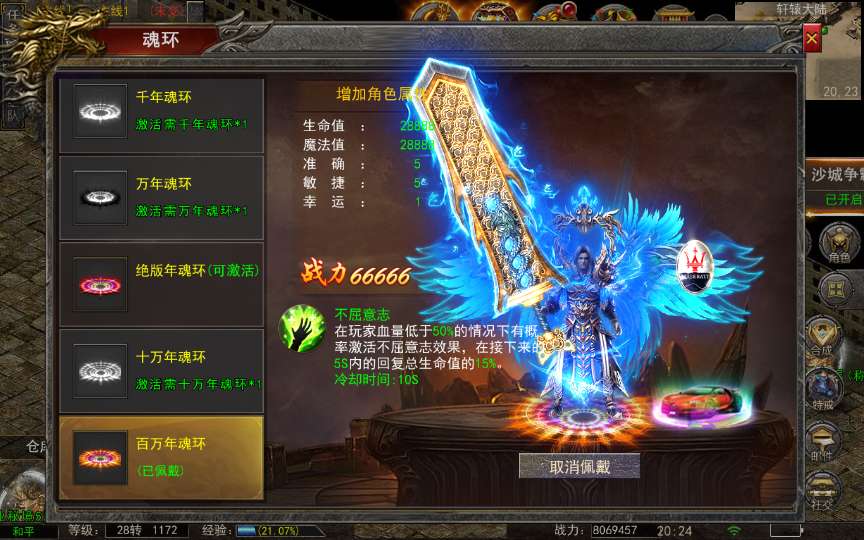 魂环
轩辕大陆
20,23
千年魂环
激活需千年魂环*1
万年魂环
激活需万年魂环*1
绝版年魂环(可激活)
十万年魂环
激活需十万年魂环*1
百万年魂环
(已佩戴)
增加角色属
生命值 : 28888
魔法值 : 28888
准 确 : 5
敏 捷 : 5
幸 运 : 1
战力 66666
不屈意志
在玩家血量低于50%的情况下有概
率激活不屈意志效果, 在接下来的
5S内的回复总生命值的15%。
冷却时间:10S
取消佩戴
沙城争霸
已开启
角色
合成
特戒
邮件
社交
仓库
和平
等级: 28转 1172
经验: (21.07%)
战力: 8069457
20:24